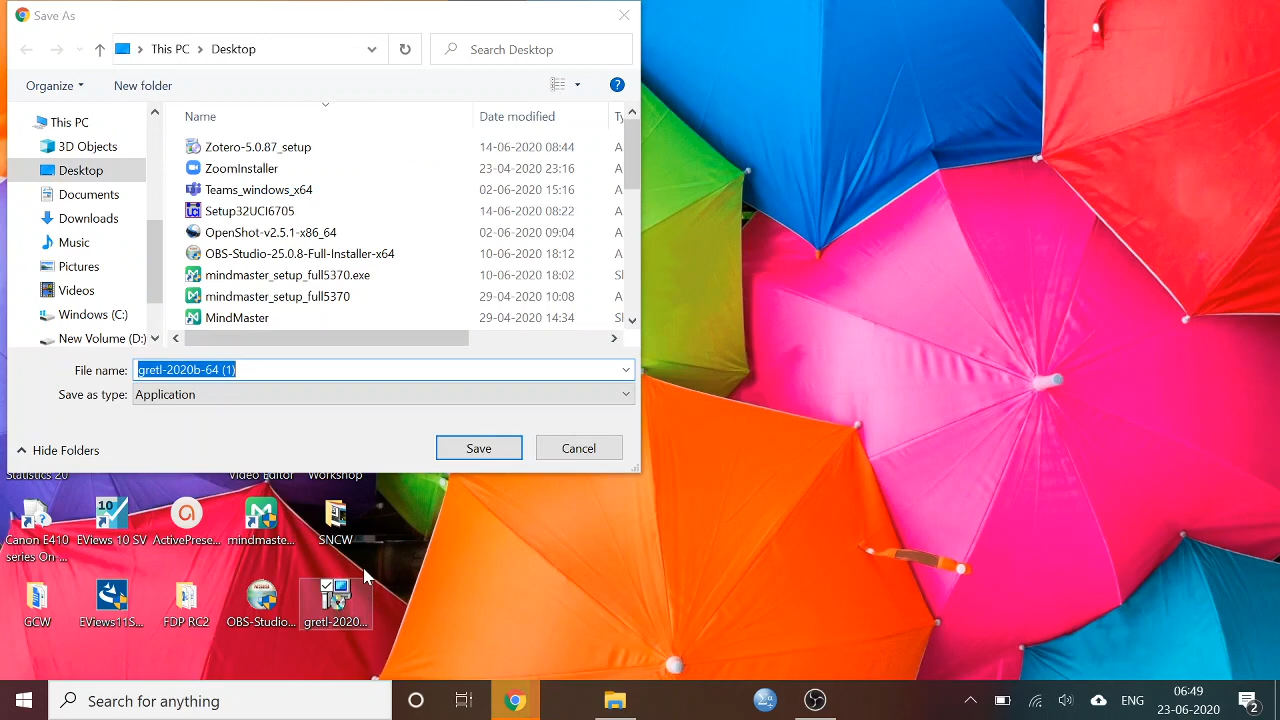 Save As
This PC
Desktop
Search Desktop
Organize
New folder
Name
Date modified
Ty
This PC
3D Objects
Desktop
Documents
Downloads
Music
Pictures
Videos
Windows (C:)
New Volume (D:)
Zotero-5.0.87_setup 14-06-2020 08:44 A
ZoomInstaller 23-04-2020 23:16 A
Teams_windows_x64 02-06-2020 15:16 A
Setup32UCI6705 14-06-2020 08:22 A
OpenShot-v2.5.1-x86_64 02-06-2020 09:04 A
OBS-Studio-25.0.8-Full-Installer-x64 10-06-2020 18:12 A
mindmaster_setup_full5370.exe 10-06-2020 18:02 SI
mindmaster_setup_full5370 29-04-2020 10:08 A
MindMaster 29-04-2020 14:34 SI
File name: gretl-2020b-64 (1)
Save as type: Application
Hide Folders
Save
Cancel
Statistics 20
Video Editor
Workshop
Canon E410
series On ...
10
EViews 10 SV
ActivePrese...
mindmaste...
SNCW
GCW
EViews11S...
FDP RC2
OBS-Studio...
gretl-2020...
Search for anything
ENG
06:49
23-06-2020
2